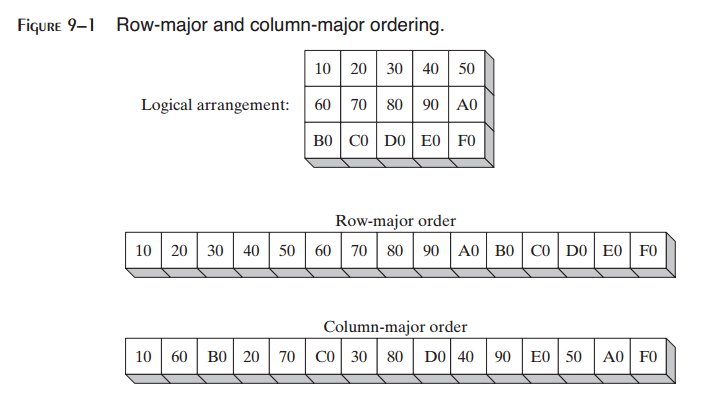 FIGURE 9–1 Row-major and column-major ordering.
10 20 30 40 50
Logical arrangement: 60 70 80 90 A0
B0 C0 D0 E0 F0
Row-major order
10 20 30 40 50 60 70 80 90 A0 B0 C0 D0 E0 F0
Column-major order
10 60 B0 20 70 C0 30 80 D0 40 90 E0 50 A0 F0